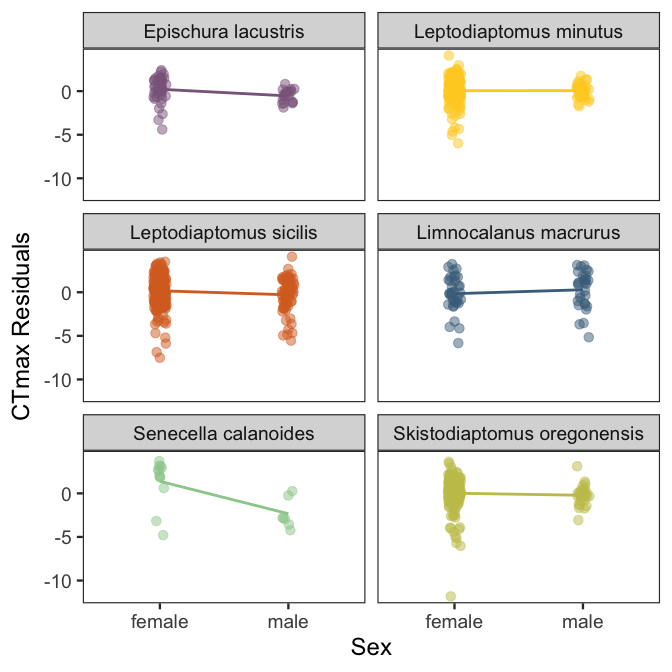 Epischura lacustris
Leptodiaptomus minutus
0
-5
-10
Leptodiaptomus sicilis
Limnocalanus macrurus
0
-5
-10
CTmax Residuals
Senecella calanoides
Skistodiaptomus oregonensis
0
-5
-10
female
male
female
male
Sex